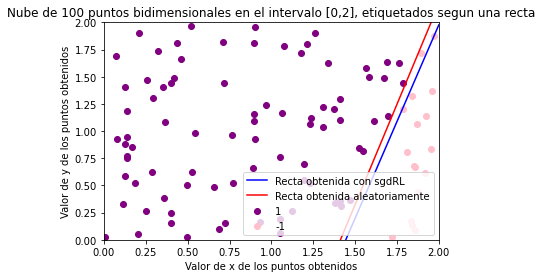 Nube de 100 puntos bidimensionales en el intervalo [0,2], etiquetados segun una recta
2.00
1.75
1.50
1.25
1.00
0.75
0.50
0.25
0.00
Valor de y de los puntos obtenidos
Recta obtenida con sgdRL
Recta obtenida aleatoriamente
1
-1
0.00 0.25 0.50 0.75 1.00 1.25 1.50 1.75 2.00
Valor de x de los puntos obtenidos